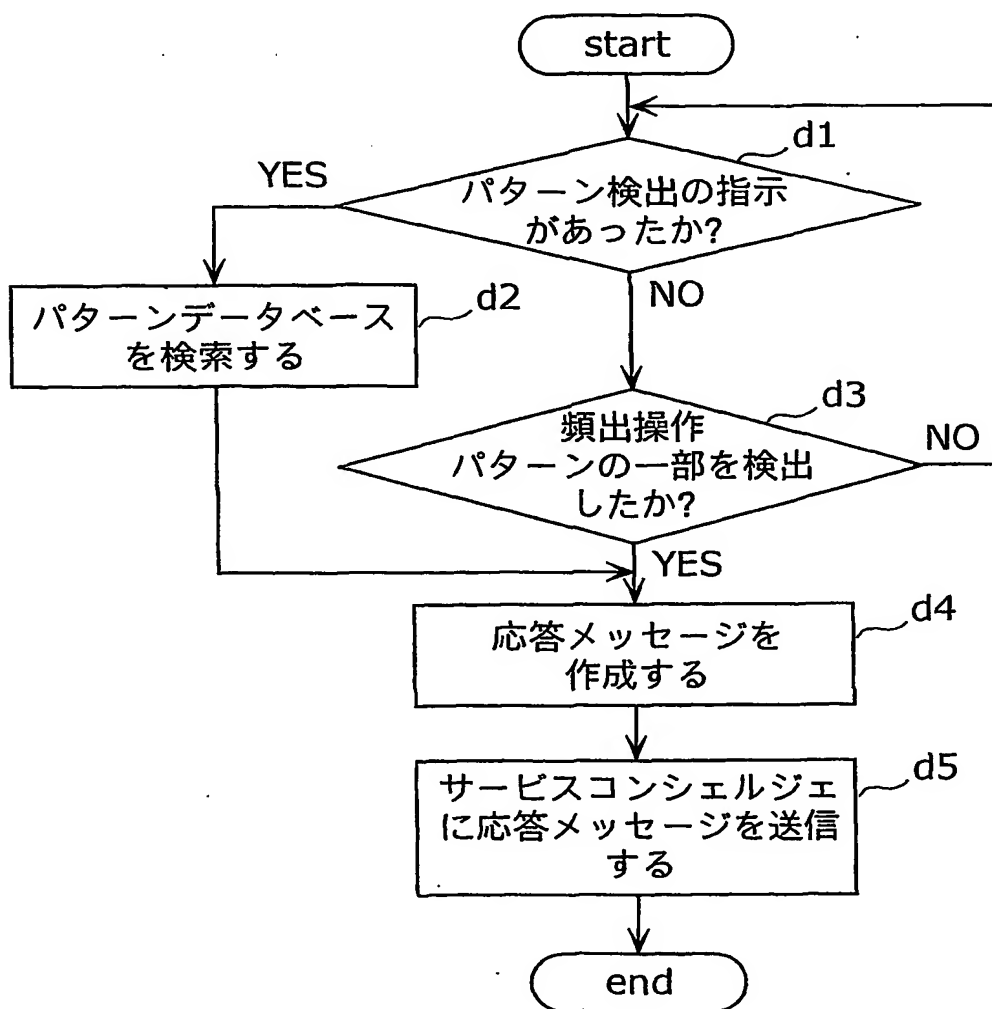 start
d1
YES
パターン検出の指示
があったか?
NO
d2
パターンデータベース
を検索する
d3
頻出操作
パターンの一部を検出
したか?
NO
YES
d4
応答メッセージを
作成する
d5
サービスコンシェルジェ
に応答メッセージを送信
する
end